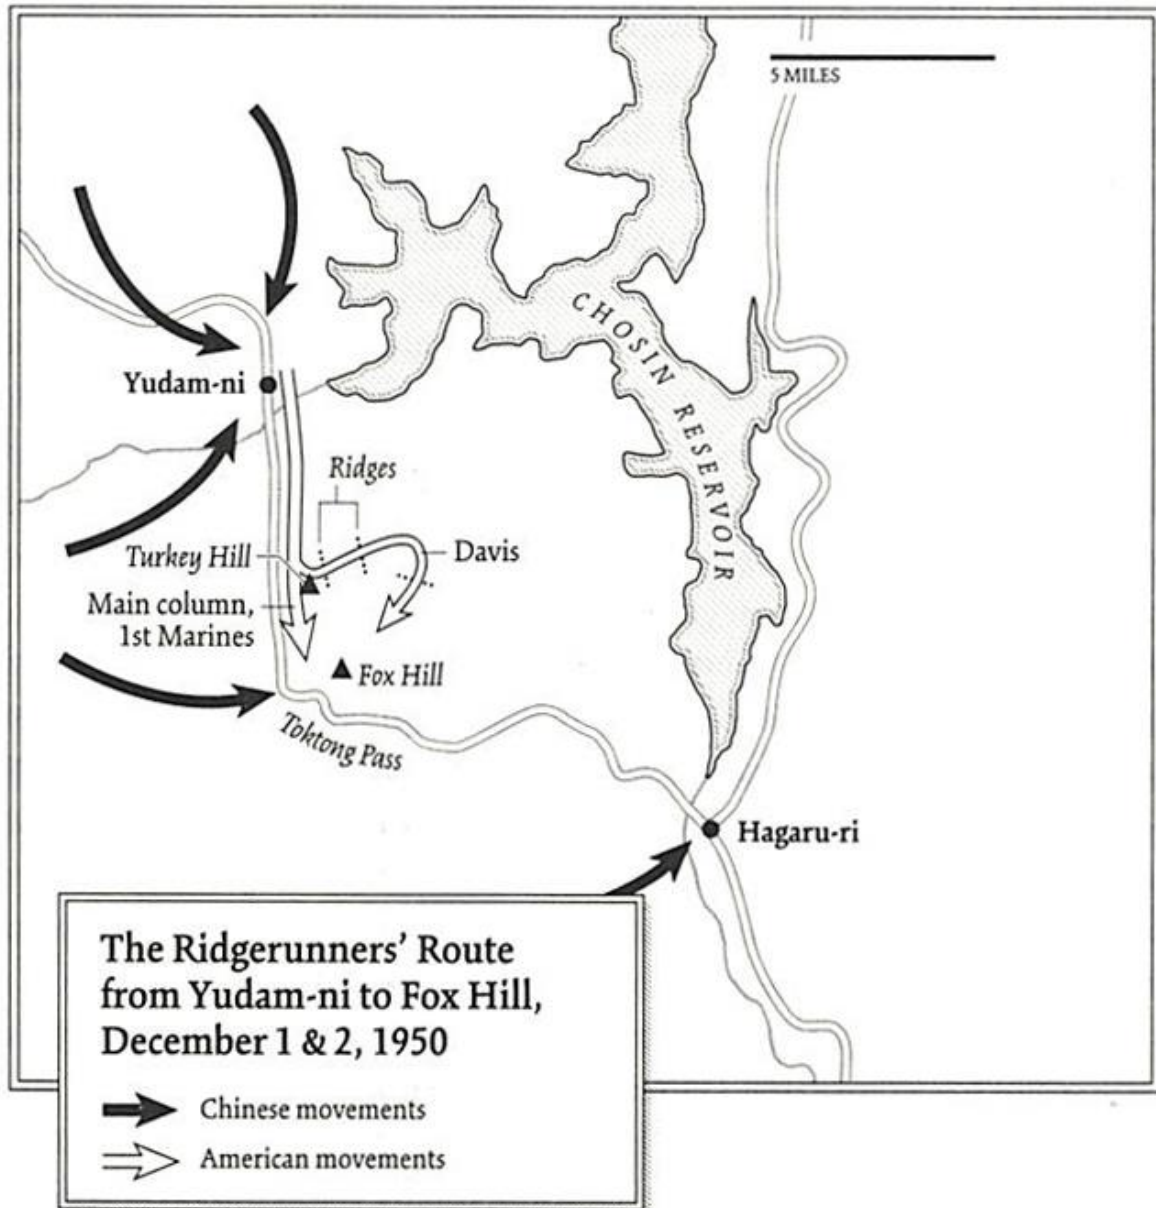 5 MILES
CHOSIN RESERVOIR
Yudam-ni
Ridges
Turkey Hill
Davis
Main column,
1st Marines
Fox Hill
Toktong Pass
Hagaru-ri
The Ridgerunners' Route
from Yudam-ni to Fox Hill,
December 1 & 2, 1950
Chinese movements
American movements